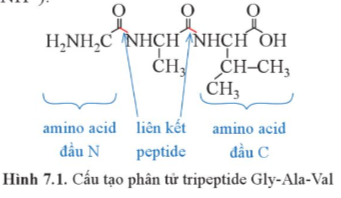 O O O
H₂NH₂C NHCH NHCH OH
CH₃ CH–CH₃
CH₃
amino acid liên kết amino acid
đầu N peptide đầu C
Hình 7.1. Cấu tạo phân tử tripeptide Gly-Ala-Val